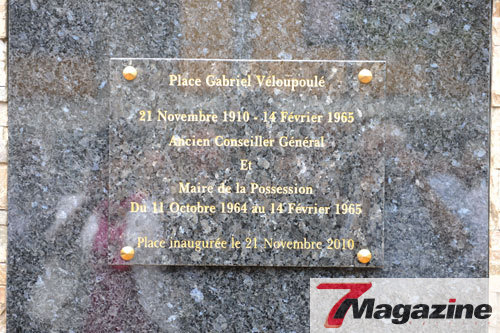 Place Gabriel Véloupoulé
21 Novembre 1910 - 14 Février 1965
Ancien Conseiller Général
Et
Maire de la Possession
Du 11 Octobre 1964 au 14 Février 1965
Place inaugurée le 21 Novembre 2010
7Magazine